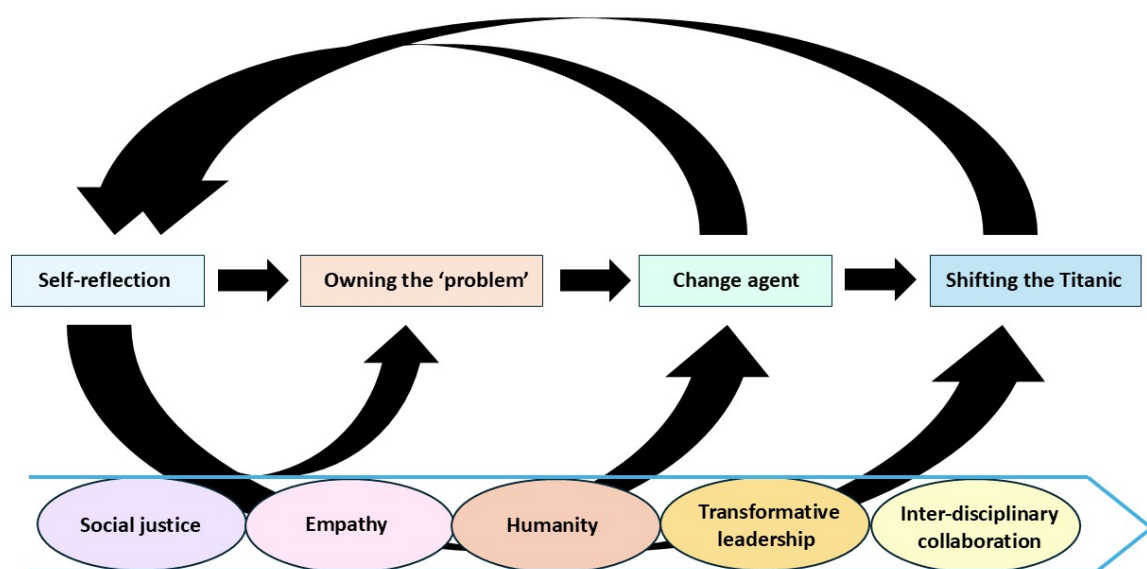 Self-reflection
Owning the ‘problem’
Change agent
Shifting the Titanic
Social justice
Empathy
Humanity
Transformative
leadership
Inter-disciplinary
collaboration